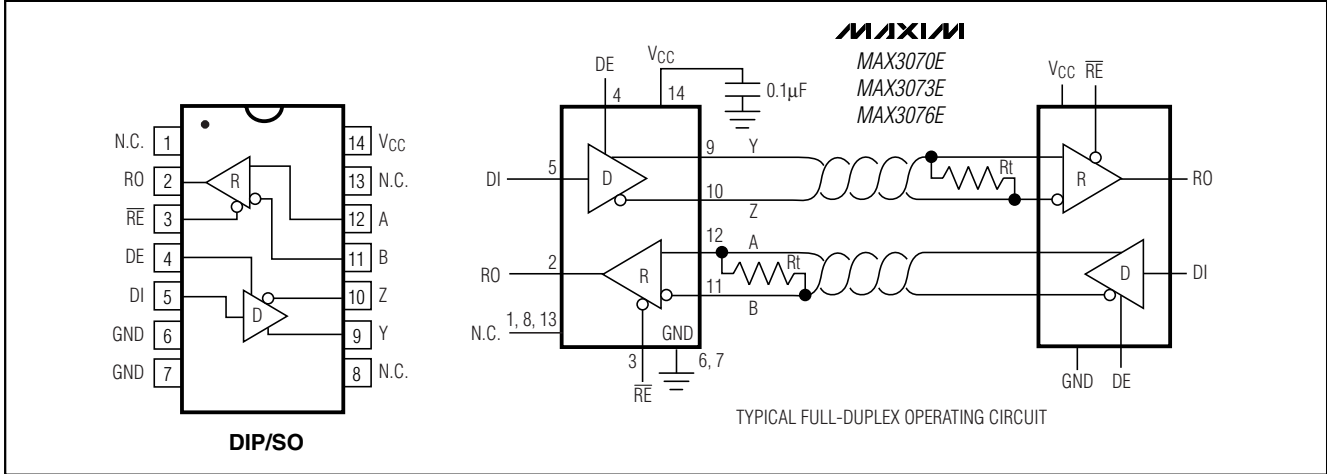 MAXIM
MAX3070E
MAX3073E
MAX3076E
N.C. 1
RO 2
RE 3
DE 4
DI 5
GND 6
GND 7
14 VCC
13 N.C.
12 A
11 B
10 Z
9 Y
8 N.C.
R
D
DIP/SO
DE
4
VCC
14
0.1µF
DI
5
D
9 Y
10
Z
Rt
RO
2
R
12 A
Rt
11
B
N.C. 1, 8, 13
3
RE
GND
6, 7
VCC RE
R
RO
D
DI
GND DE
TYPICAL FULL-DUPLEX OPERATING CIRCUIT